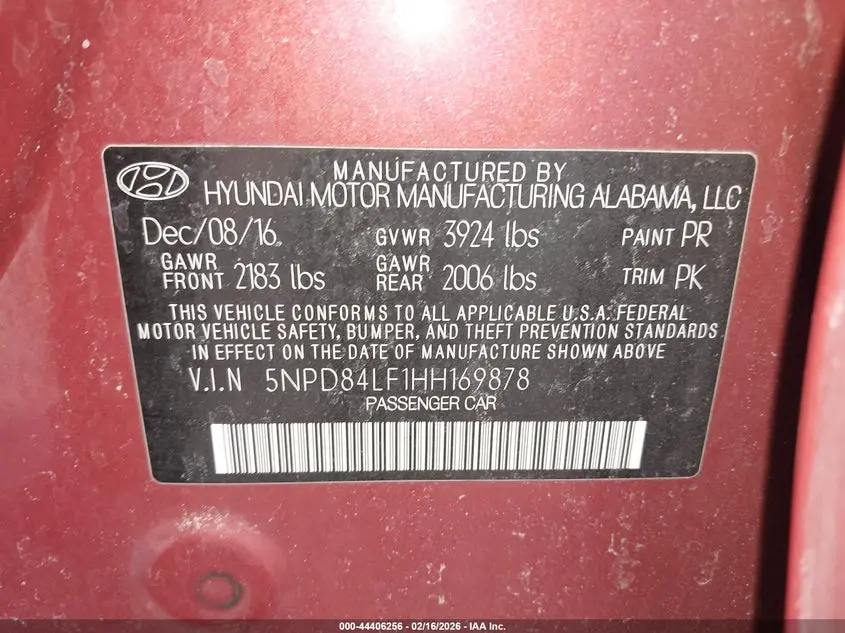 MANUFACTURED BY
HYUNDAI MOTOR MANUFACTURING ALABAMA, LLC
Dec/08/16 GVWR 3924 lbs PAINT PR
GAWR FRONT 2183 lbs GAWR REAR 2006 lbs TRIM PK
THIS VEHICLE CONFORMS TO ALL APPLICABLE U.S.A. FEDERAL
MOTOR VEHICLE SAFETY, BUMPER, AND THEFT PREVENTION STANDARDS
IN EFFECT ON THE DATE OF MANUFACTURE SHOWN ABOVE
V.I.N 5NPD84LF1HH169878
PASSENGER CAR
000-44406256 - 02/16/2026 - IAA Inc.